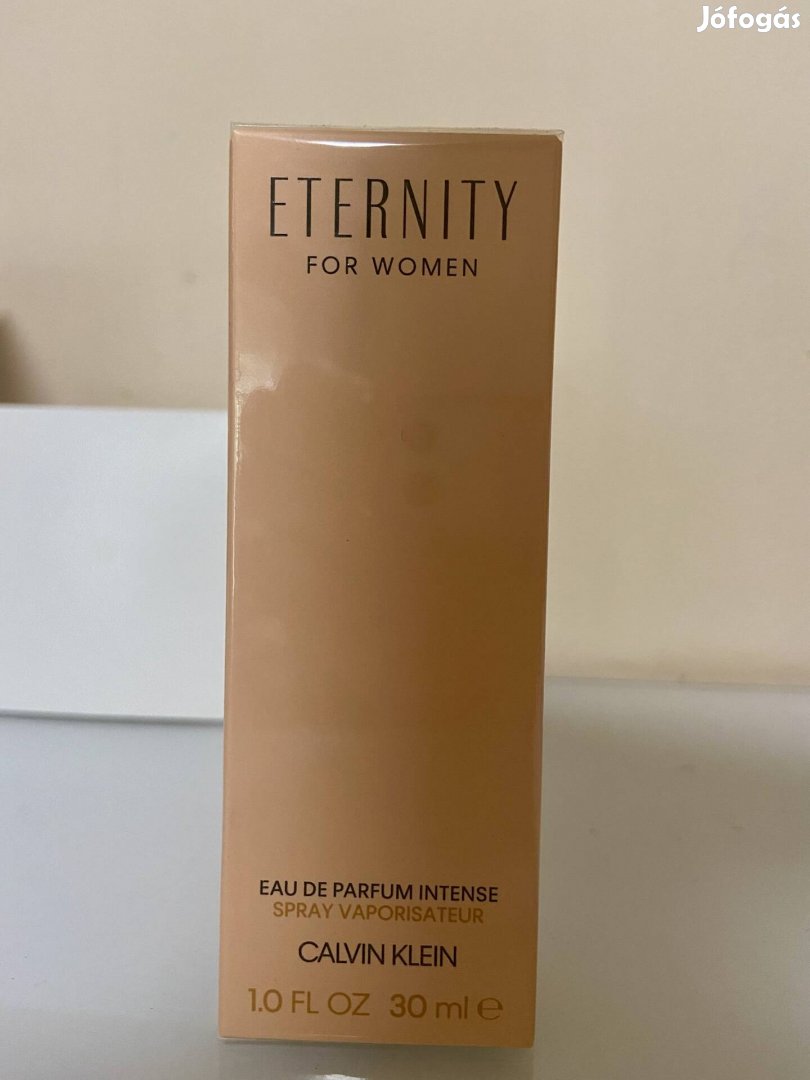 Jófogás
ETERNITY
FOR WOMEN
EAU DE PARFUM INTENSE
SPRAY VAPORISATEUR
CALVIN KLEIN
1.0 FL OZ 30 ml ℮